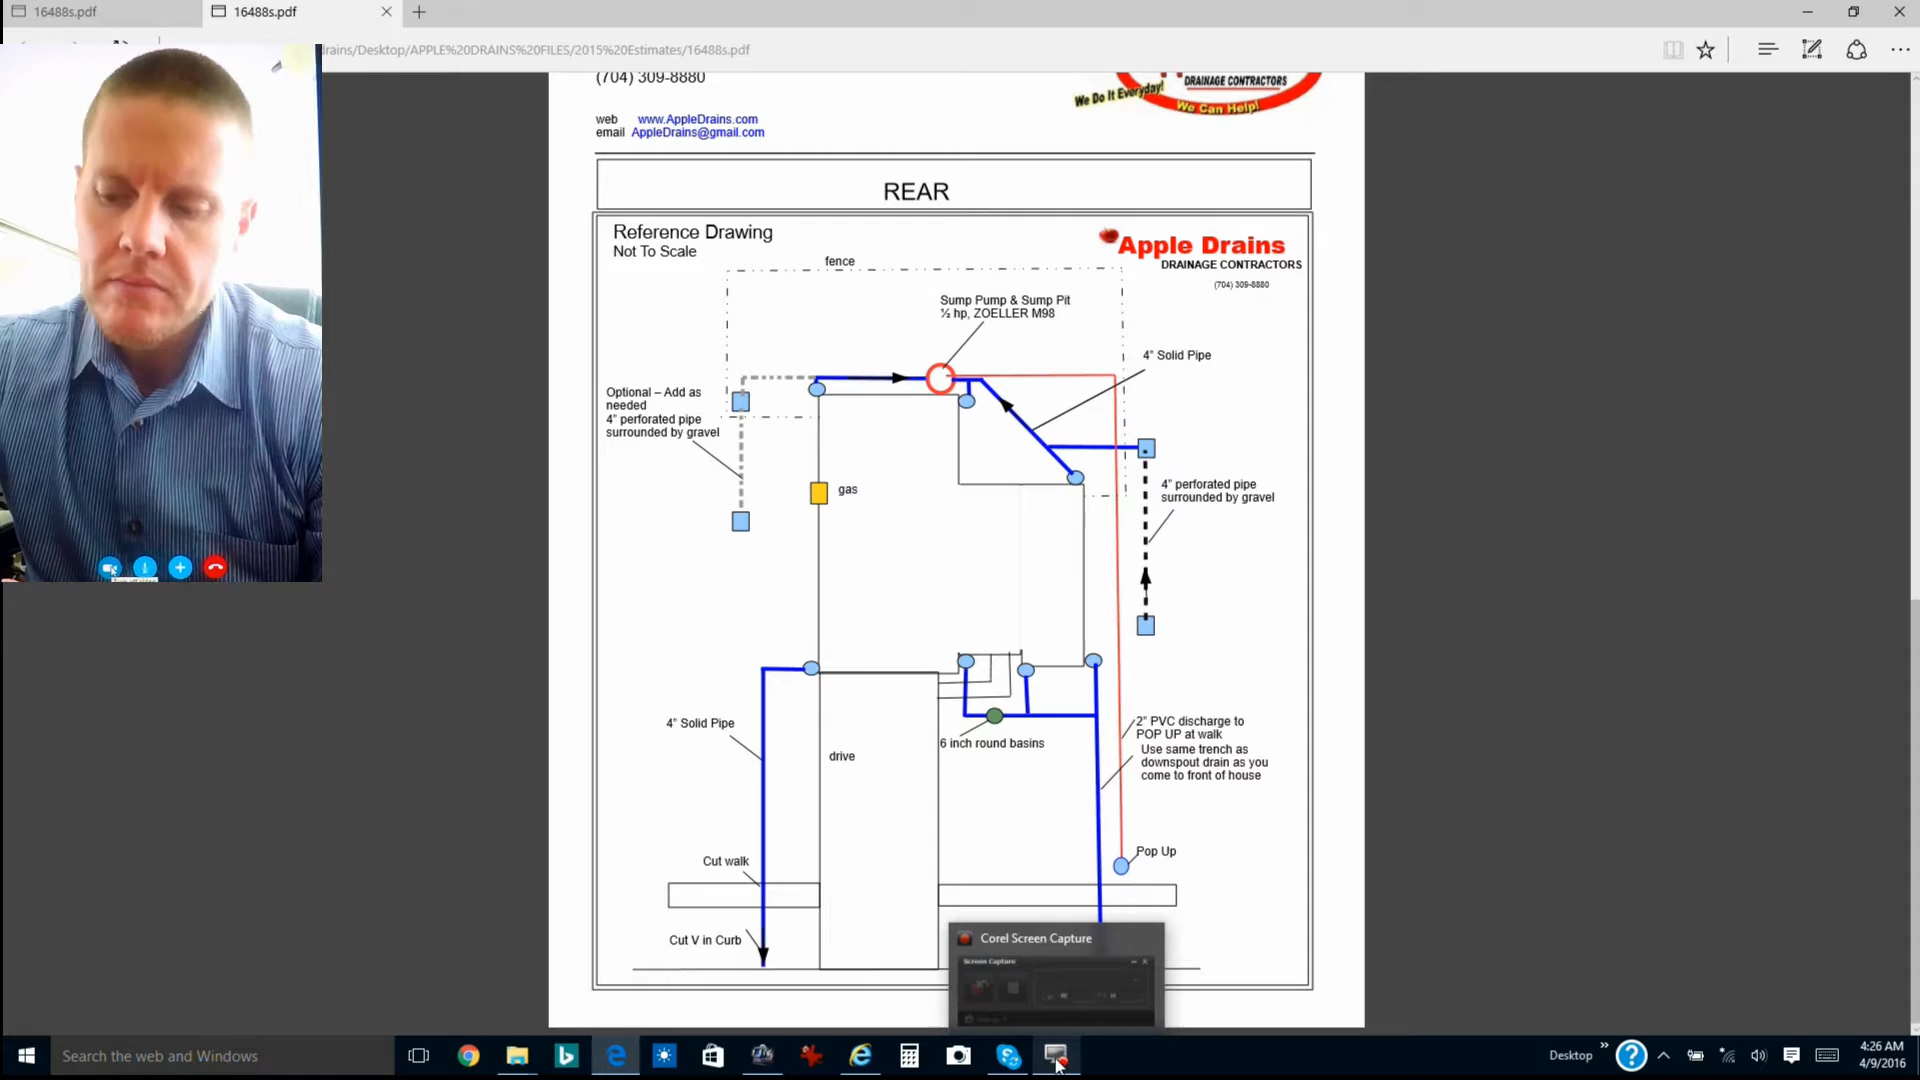 16488s.pdf
16488s.pdf
rains/Desktop/APPLE%20DRAINS%20FILES/2015%20Estimates/16488s.pdf
(704) 309-8880
DRAINAGE CONTRACTORS
We Do It Everyday!
We Can Help!
web www.AppleDrains.com
email AppleDrains@gmail.com
REAR
Reference Drawing
Not To Scale
Apple Drains
DRAINAGE CONTRACTORS
(704) 309-8880
fence
Sump Pump & Sump Pit
½ hp, ZOELLER M98
4” Solid Pipe
Optional – Add as
needed
4” perforated pipe
surrounded by gravel
gas
4” perforated pipe
surrounded by gravel
4” Solid Pipe
6 inch round basins
drive
2” PVC discharge to
POP UP at walk
Use same trench as
downspout drain as you
come to front of house
Cut walk
Pop Up
Cut V in Curb
Corel Screen Capture
Screen Capture
Search the web and Windows
Desktop
4:26 AM
4/9/2016